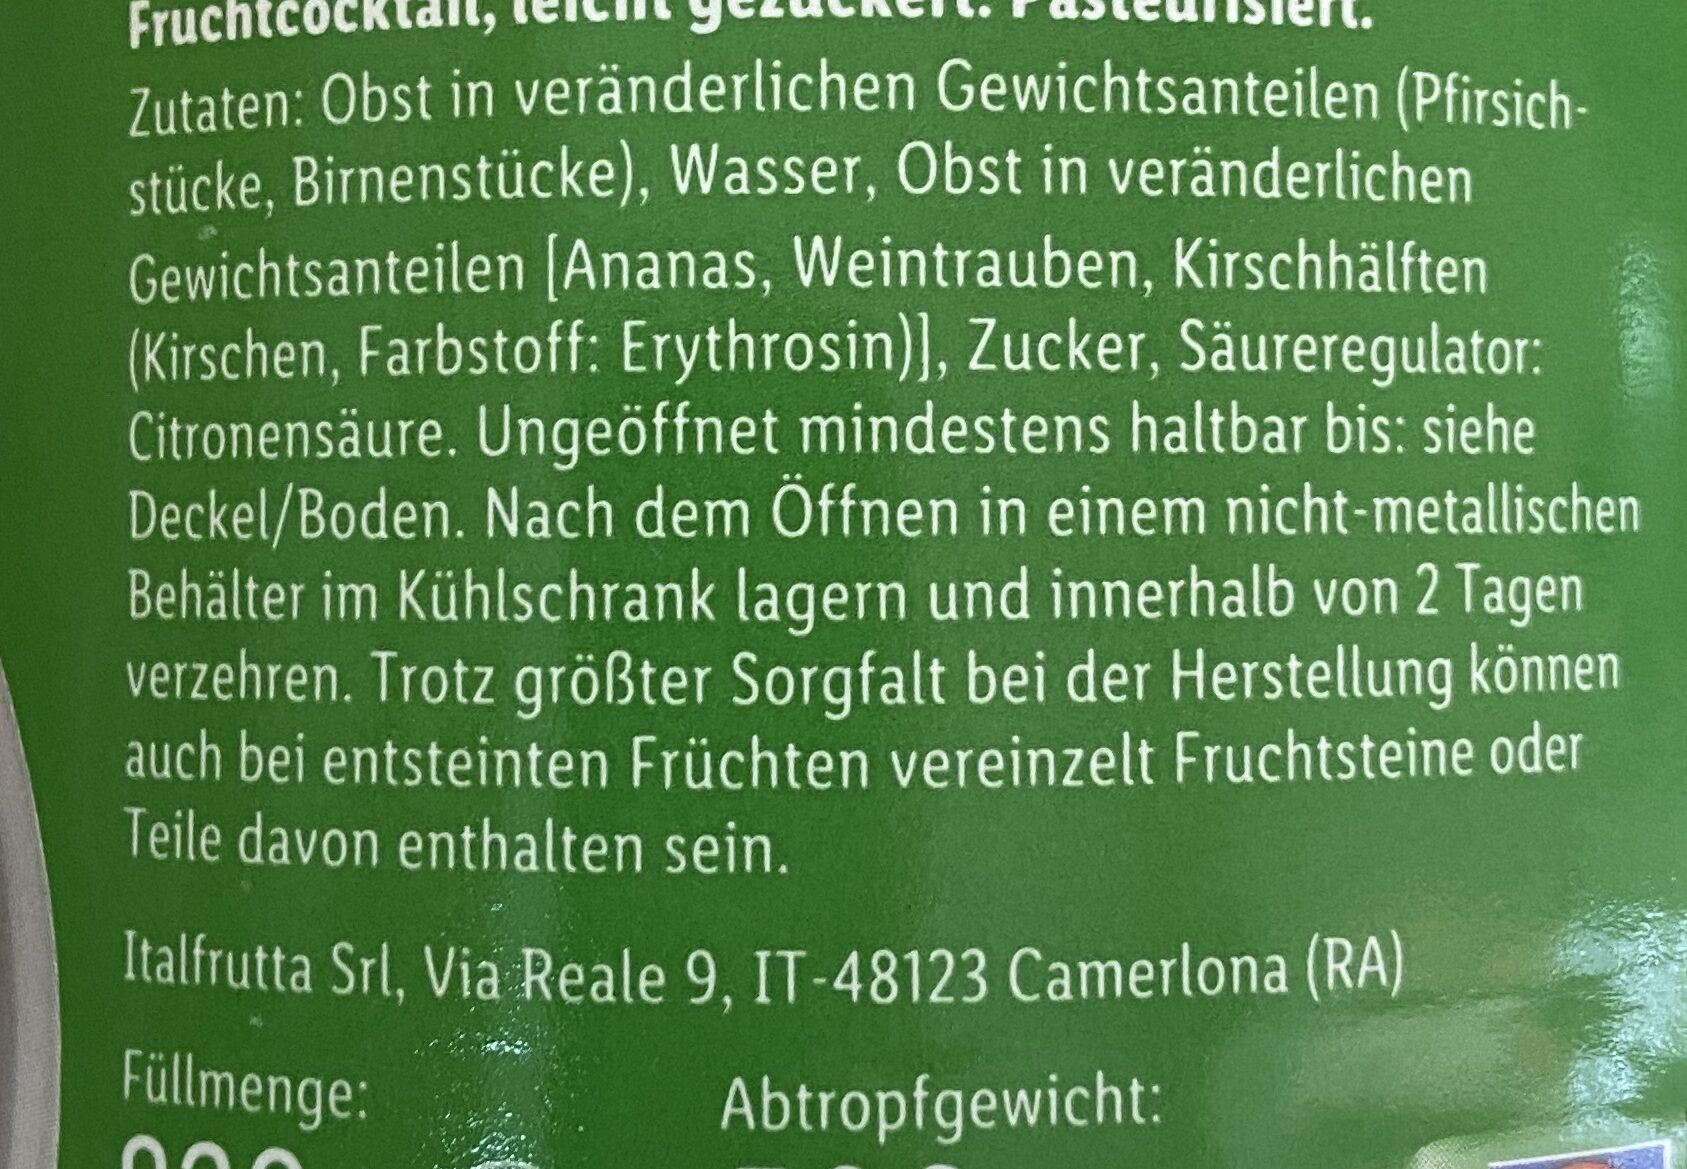 Fruchtcocktail, leicht gezuckert. Pasteurisiert.
Zutaten: Obst in veränderlichen Gewichtsanteilen (Pfirsich-
stücke, Birnenstücke), Wasser, Obst in veränderlichen
Gewichtsanteilen [Ananas, Weintrauben, Kirschhälften
(Kirschen, Farbstoff: Erythrosin)], Zucker, Säureregulator:
Citronensäure. Ungeöffnet mindestens haltbar bis: siehe
Deckel/Boden. Nach dem Öffnen in einem nicht-metallischen
Behälter im Kühlschrank lagern und innerhalb von 2 Tagen
verzehren. Trotz größter Sorgfalt bei der Herstellung können
auch bei entsteinten Früchten vereinzelt Fruchtsteine oder
Teile davon enthalten sein.
Italfrutta Srl, Via Reale 9, IT-48123 Camerlona (RA)
Füllmenge: Abtropfgewicht: